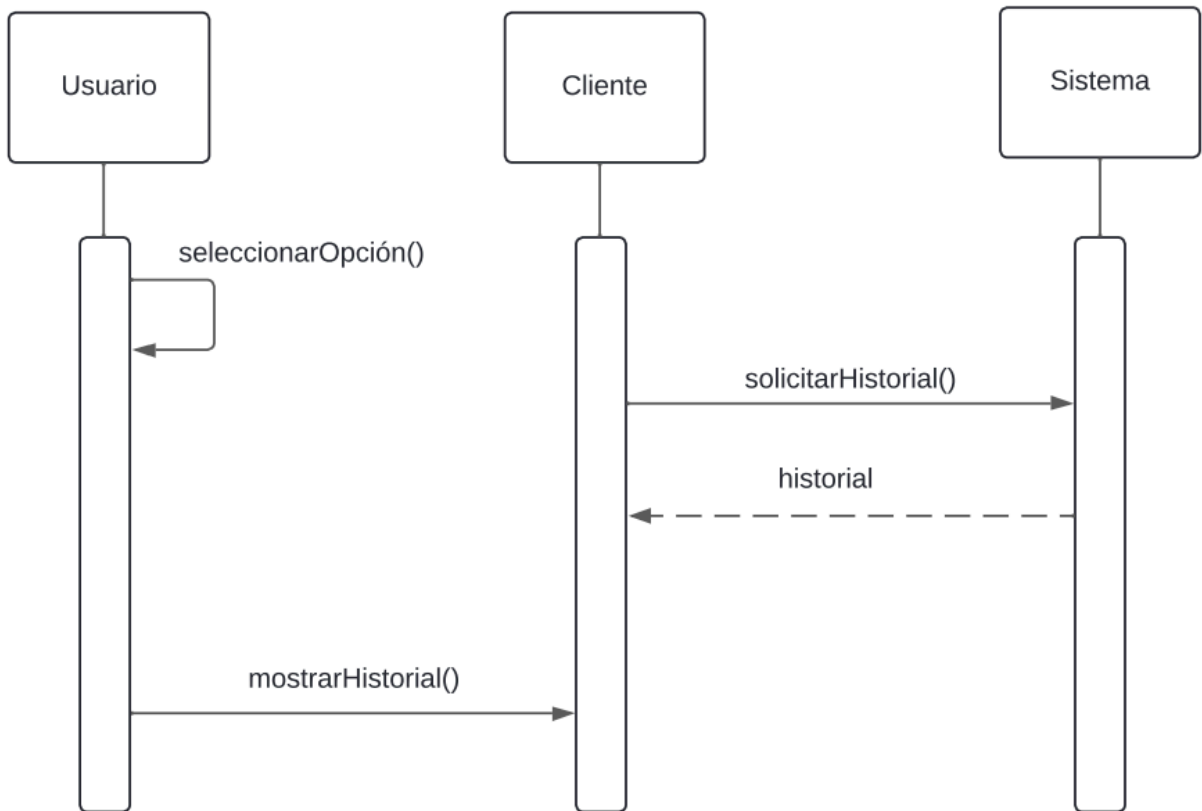 Usuario
Cliente
Sistema
seleccionarOpción()
solicitarHistorial()
historial
mostrarHistorial()